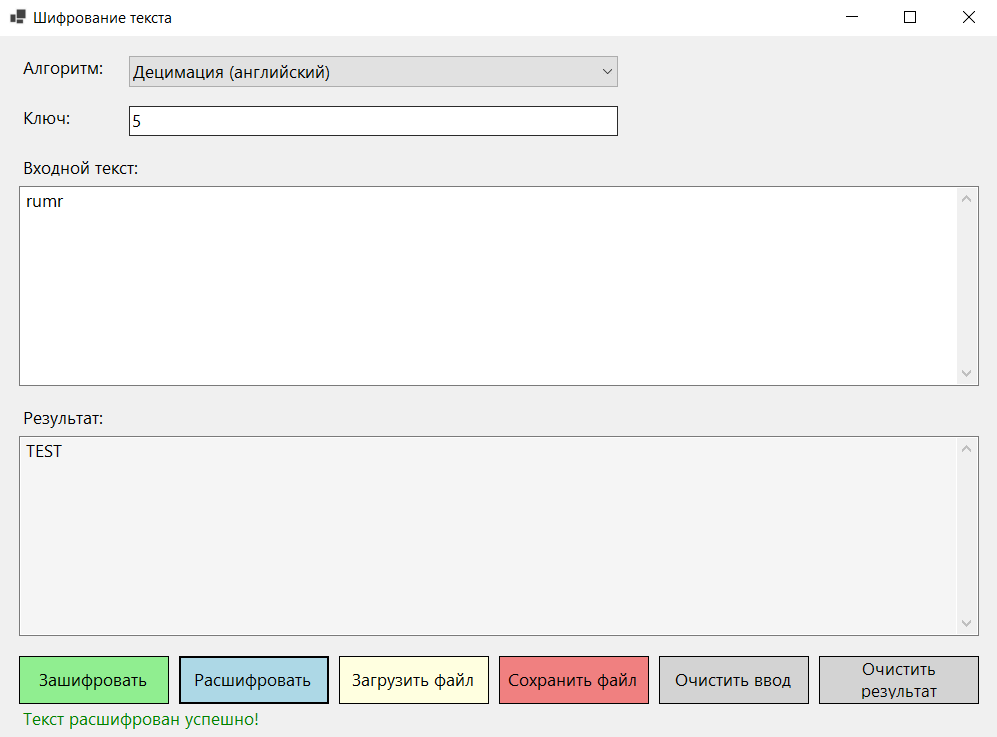 Шифрование текста
Алгоритм: Децимация (английский)
Ключ: 5
Входной текст:
rumr
Результат:
TEST
Зашифровать Расшифровать Загрузить файл Сохранить файл Очистить ввод Очистить результат
Текст расшифрован успешно!